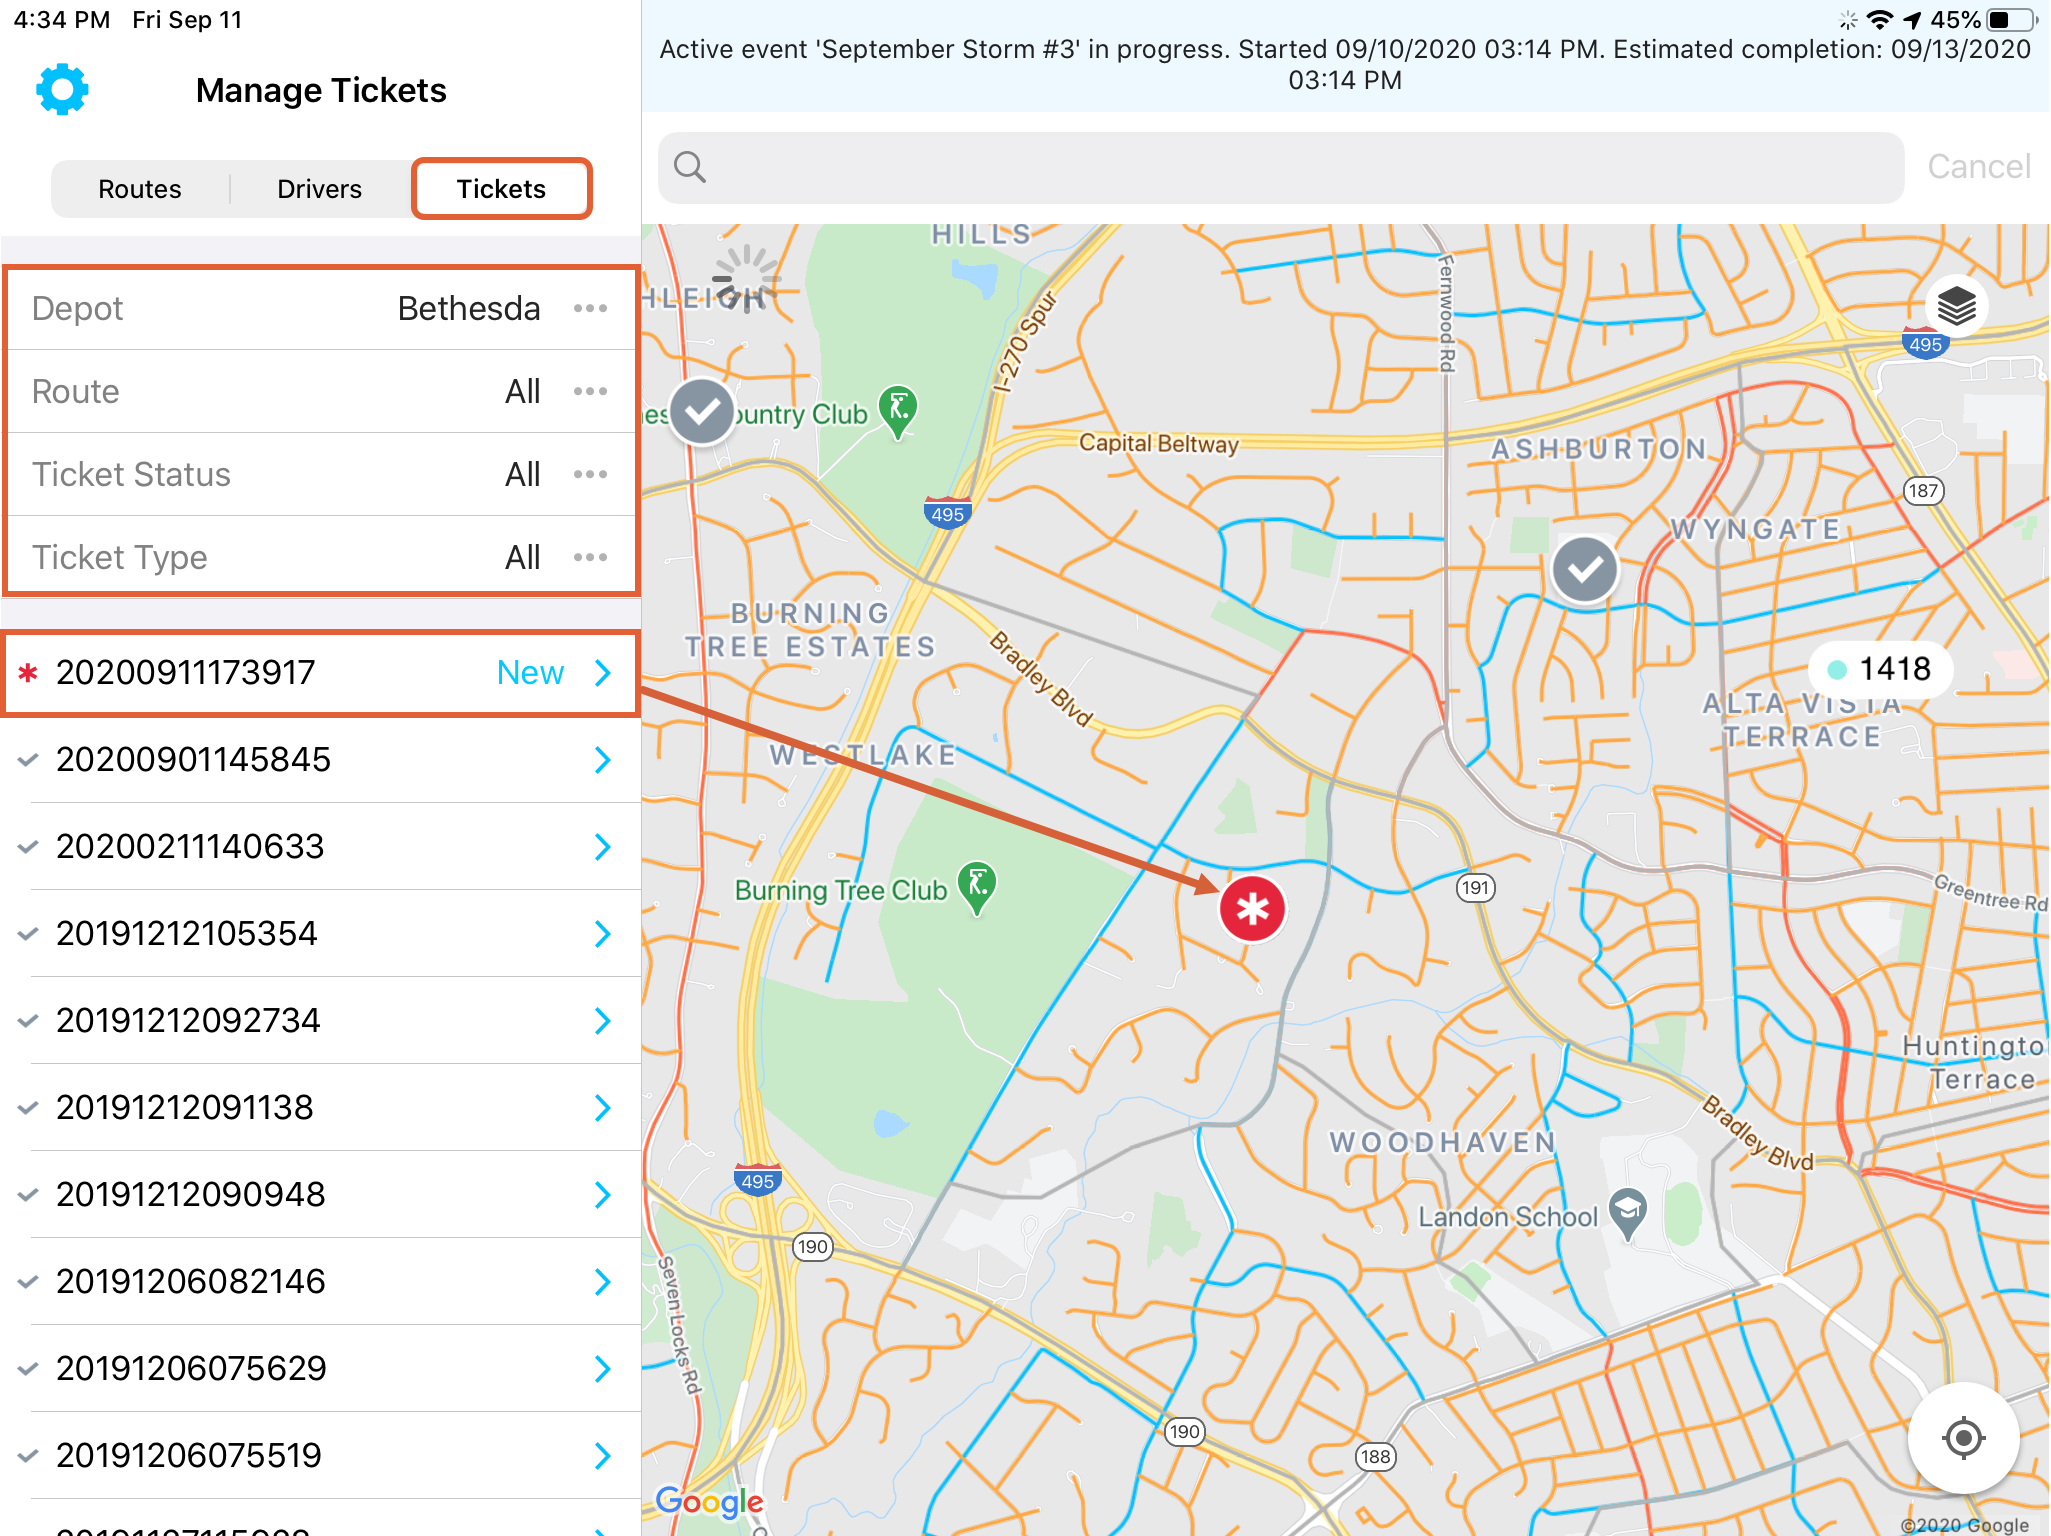 4:34 PM Fri Sep 11
45%
Active event 'September Storm #3' in progress. Started 09/10/2020 03:14 PM. Estimated completion: 09/13/2020
03:14 PM
Manage Tickets
Cancel
Routes
Drivers
Tickets
Depot
Bethesda
Route
All
Ticket Status
All
Ticket Type
All
20200911173917
New
20200901145845
20200211140633
20191212105354
20191212092734
20191212091138
20191212090948
20191206082146
20191206075629
20191206075519
HILLS
I-270 Spur
Fernwood Rd
495
ountry Club
Capital Beltway
ASHBURTON
187
495
WYNGATE
BURNING
TREE ESTATES
Bradley Blvd
1418
ALTA VISTA
TERRACE
WESTLAKE
Burning Tree Club
191
Greentree Rd
Huntingto
Terrace
Bradley Blvd
WOODHAVEN
495
Landon School
190
Seven Locks Rd
190
188
Google
©2020 Google